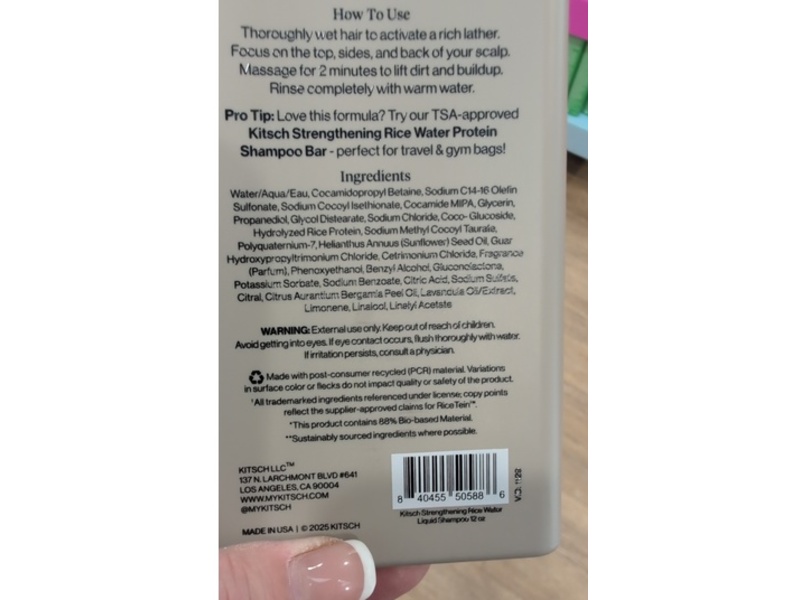 How To Use
Thoroughly wet hair to activate a rich lather.
Focus on the top, sides, and back of your scalp.
Massage for 2 minutes to lift dirt and buildup.
Rinse completely with warm water.
Pro Tip: Love this formula? Try our TSA-approved
Kitsch Strengthening Rice Water Protein
Shampoo Bar - perfect for travel & gym bags!
Ingredients
Water/Aqua/Eau, Cocamidopropyl Betaine, Sodium C14-16 Olefin
Sulfonate, Sodium Cocoyl Isethionate, Cocamide MIPA, Glycerin,
Propanediol, Glycol Distearate, Sodium Chloride, Coco- Glucoside,
Hydrolyzed Rice Protein, Sodium Methyl Cocoyl Taurate,
Polyquaternium-7, Helianthus Annuus (Sunflower) Seed Oil, Guar
Hydroxypropyltrimonium Chloride, Cetrimonium Chloride, Fragrance
(Parfum), Phenoxyethanol, Benzyl Alcohol, Gluconolactone,
Potassium Sorbate, Sodium Benzoate, Citric Acid, Sodium Sulfate,
Citral, Citrus Aurantium Bergamia Peel Oil, Lavandula Oil/Extract,
Limonene, Linalool, Linalyl Acetate
WARNING: External use only. Keep out of reach of children.
Avoid getting into eyes. If eye contact occurs, flush thoroughly with water.
If irritation persists, consult a physician.
Made with post-consumer recycled (PCR) material. Variations
in surface color or flecks do not impact quality or safety of the product.
All trademarked ingredients referenced under license; copy points
reflect the supplier-approved claims for RiceTein™.
*This product contains 88% Bio-based Material.
**Sustainably sourced ingredients where possible.
KITSCH LLC™
137 N. LARCHMONT BLVD #641
LOS ANGELES, CA 90004
WWW.MYKITSCH.COM
@MYKITSCH
MADE IN USA | © 2025 KITSCH
8 40455 50588 6
Kitsch Strengthening Rice Water
Liquid Shampoo 12 oz